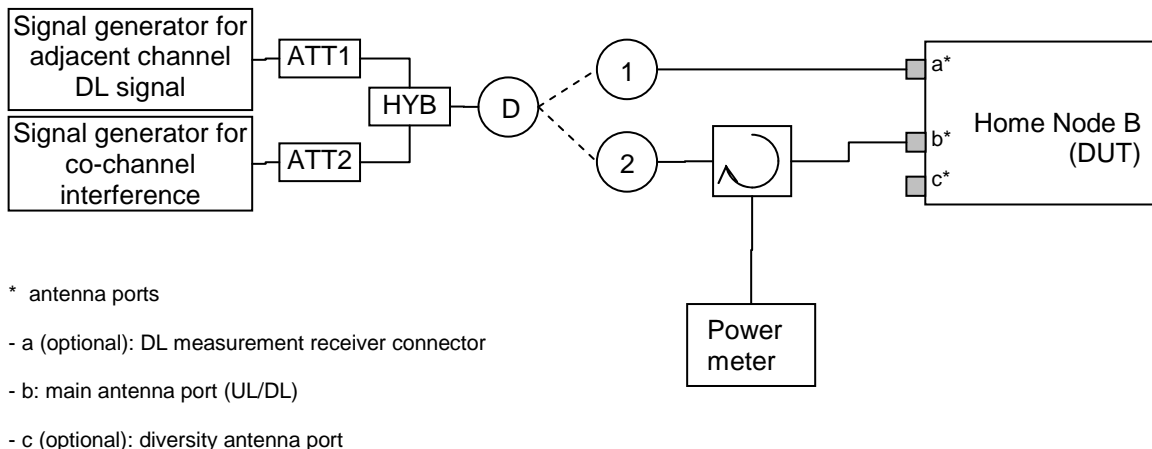 Signal generator for
adjacent channel
DL signal
ATT1
HYB
D
1
2
a*
b*
c*
Home Node B
(DUT)
Signal generator for
co-channel
interference
ATT2
Power
meter
* antenna ports
- a (optional): DL measurement receiver connector
- b: main antenna port (UL/DL)
- c (optional): diversity antenna port